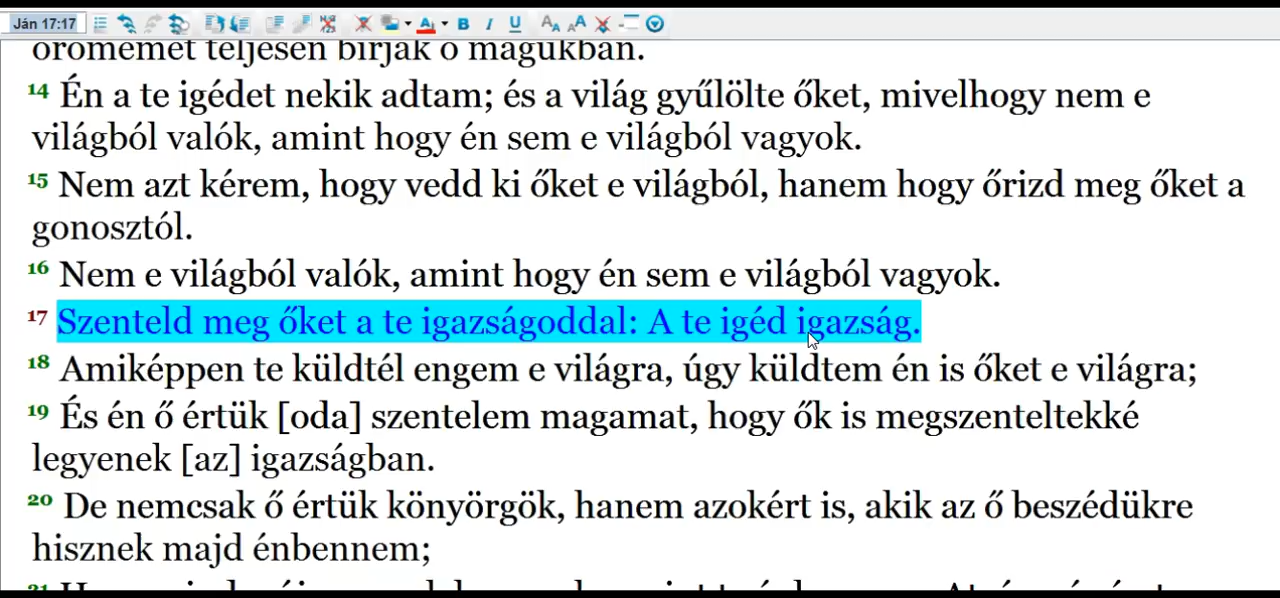 Ján 17:17
örömemet teljesen bírják ő magukban.
14 Én a te igédet nekik adtam; és a világ gyűlölte őket, mivelhogy nem e
világból valók, amint hogy én sem e világból vagyok.
15 Nem azt kérem, hogy vedd ki őket e világból, hanem hogy őrizd meg őket a
gonosztól.
16 Nem e világból valók, amint hogy én sem e világból vagyok.
17 Szenteld meg őket a te igazságoddal: A te igéd igazság.
18 Amiképpen te küldtél engem e világra, úgy küldtem én is őket e világra;
19 És én ő értük [oda] szentelem magamat, hogy ők is megszenteltekké
legyenek [az] igazságban.
20 De nemcsak ő értük könyörgök, hanem azokért is, akik az ő beszédükre
hisznek majd énbennem;